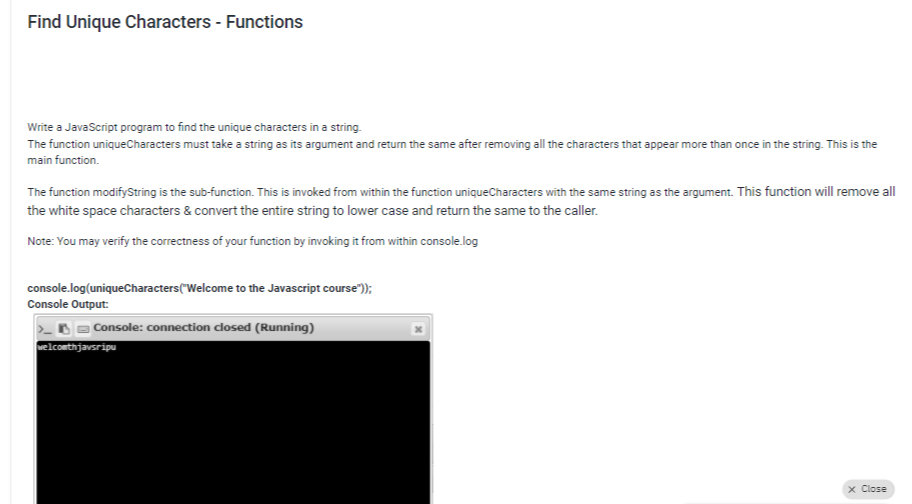 Find Unique Characters - Functions
Write a JavaScript program to find the unique characters in a string.
The function uniqueCharacters must take a string as its argument and return the same after removing all the characters that appear more than once in the string. This is the
main function.
The function modifyString is the sub-function. This is invoked from within the function uniqueCharacters with the same string as the argument. This function will remove all
the white space characters & convert the entire string to lower case and return the same to the caller.
Note: You may verify the correctness of your function by invoking it from within console.log
console.log(uniqueCharacters("Welcome to the Javascript course"));
Console Output:
>_ Console: connection closed (Running)
welcomthjavsripu
× Close